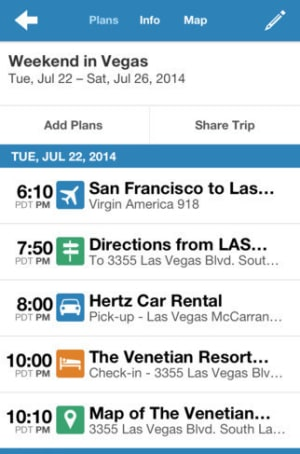 Plans Info Map
Weekend in Vegas
Tue, Jul 22 – Sat, Jul 26, 2014
Add Plans Share Trip
TUE, JUL 22, 2014
6:10 San Francisco to Las...
PDT PM Virgin America 918
7:50 Directions from LAS...
PDT PM To 3355 Las Vegas Blvd. Sout...
8:00 Hertz Car Rental
PDT PM Pick-up - Las Vegas McCarran...
10:00 The Venetian Resort...
PDT PM Check-in - 3355 Las Vegas Blv...
10:10 Map of The Venetian...
PDT PM 3355 Las Vegas Blvd. South La...